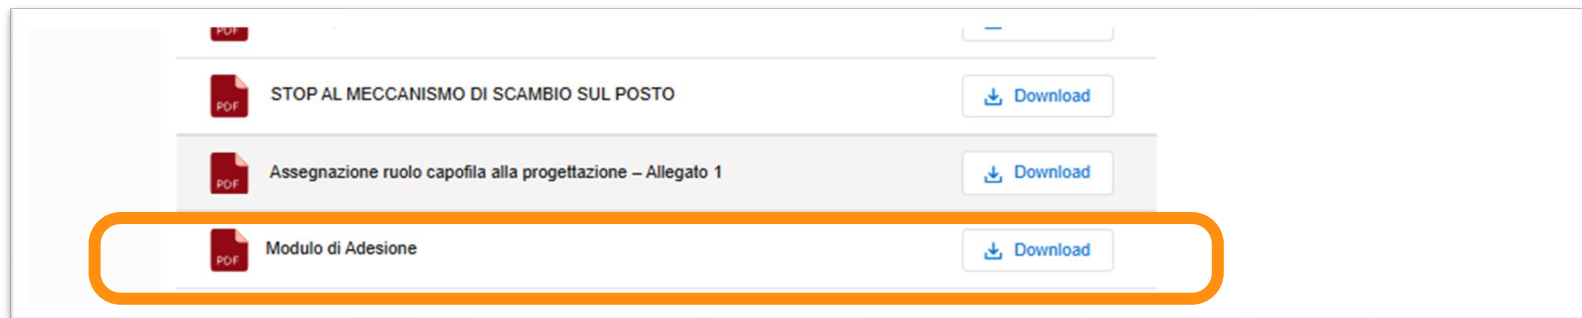 PDF
STOP AL MECCANISMO DI SCAMBIO SUL POSTO
Download
PDF
Assegnazione ruolo capofila alla progettazione – Allegato 1
Download
PDF
Modulo di Adesione
Download
PDF